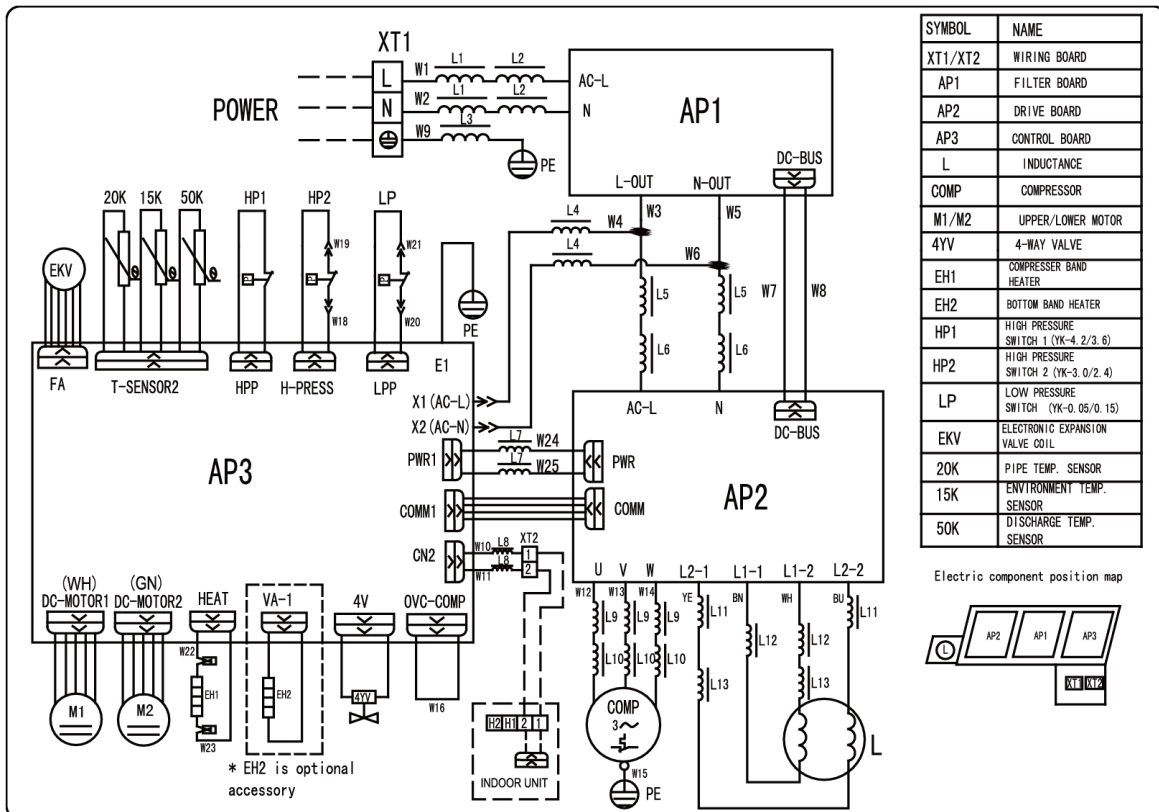 XT1
POWER
L
N
W1
L1
L2
W2
L1
L2
W9
L3
PE
AC-L
N
AP1
DC-BUS
L-OUT
N-OUT
20K
15K
50K
HP1
HP2
LP
W19
W21
W18
W20
EKV
PE
L4
W4
W3
W5
L4
W6
L5
L5
L6
L6
W7
W8
FA
T-SENSOR2
HPP
H-PRESS
LPP
E1
X1(AC-L)
X2(AC-N)
AP3
PWR1
L7
W24
L7
W25
PWR
COMM1
COMM
CN2
W10
L8
W11
L8
XT2
1
2
AC-L
N
DC-BUS
AP2
U
V
W
L2-1
L1-1
L1-2
L2-2
(WH)
DC-MOTOR1
(GN)
DC-MOTOR2
HEAT
VA-1
4V
OVC-COMP
W12
W13
W14
YE
BN
WH
BU
L9
L9
L9
L10
L10
L10
L11
L12
L12
L11
L13
L13
W22
EH1
W23
EH2
4YV
W16
M1
M2
* EH2 is optional
accessory
H2
H1
2
1
INDOOR UNIT
COMP
3~
W15
PE
L
SYMBOL NAME
XT1/XT2 WIRING BOARD
AP1 FILTER BOARD
AP2 DRIVE BOARD
AP3 CONTROL BOARD
L INDUCTANCE
COMP COMPRESSOR
M1/M2 UPPER/LOWER MOTOR
4YV 4-WAY VALVE
EH1 COMPRESSER BAND
HEATER
EH2 BOTTOM BAND HEATER
HP1 HIGH PRESSURE
SWITCH 1 (YK-4.2/3.6)
HP2 HIGH PRESSURE
SWITCH 2 (YK-3.0/2.4)
LP LOW PRESSURE
SWITCH (YK-0.05/0.15)
EKV ELECTRONIC EXPANSION
VALVE COIL
20K PIPE TEMP. SENSOR
15K ENVIRONMENT TEMP.
SENSOR
50K DISCHARGE TEMP.
SENSOR
Electric component position map
L
AP2
AP1
AP3
XT1
XT2